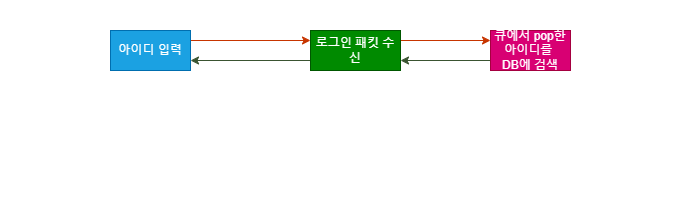 아이디 입력
로그인 패킷 수
신
큐에서 pop한
아이디를
DB에 검색